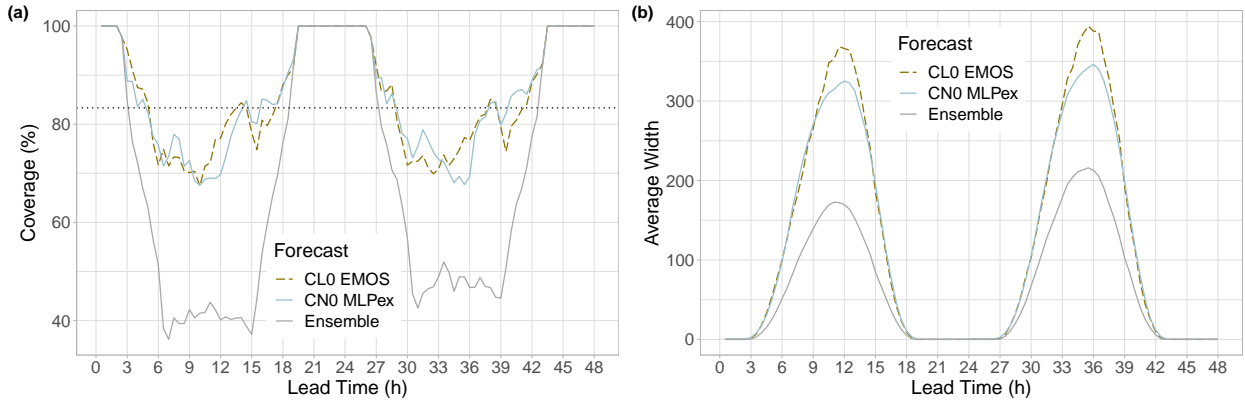 (a)
Coverage (%)
100
80
60
40
Forecast
CL0 EMOS
CN0 MLPex
Ensemble
0 3 6 9 12 15 18 21 24 27 30 33 36 39 42 45 48
Lead Time (h)
(b)
Average Width
400
300
200
100
0
Forecast
CL0 EMOS
CN0 MLPex
Ensemble
0 3 6 9 12 15 18 21 24 27 30 33 36 39 42 45 48
Lead Time (h)